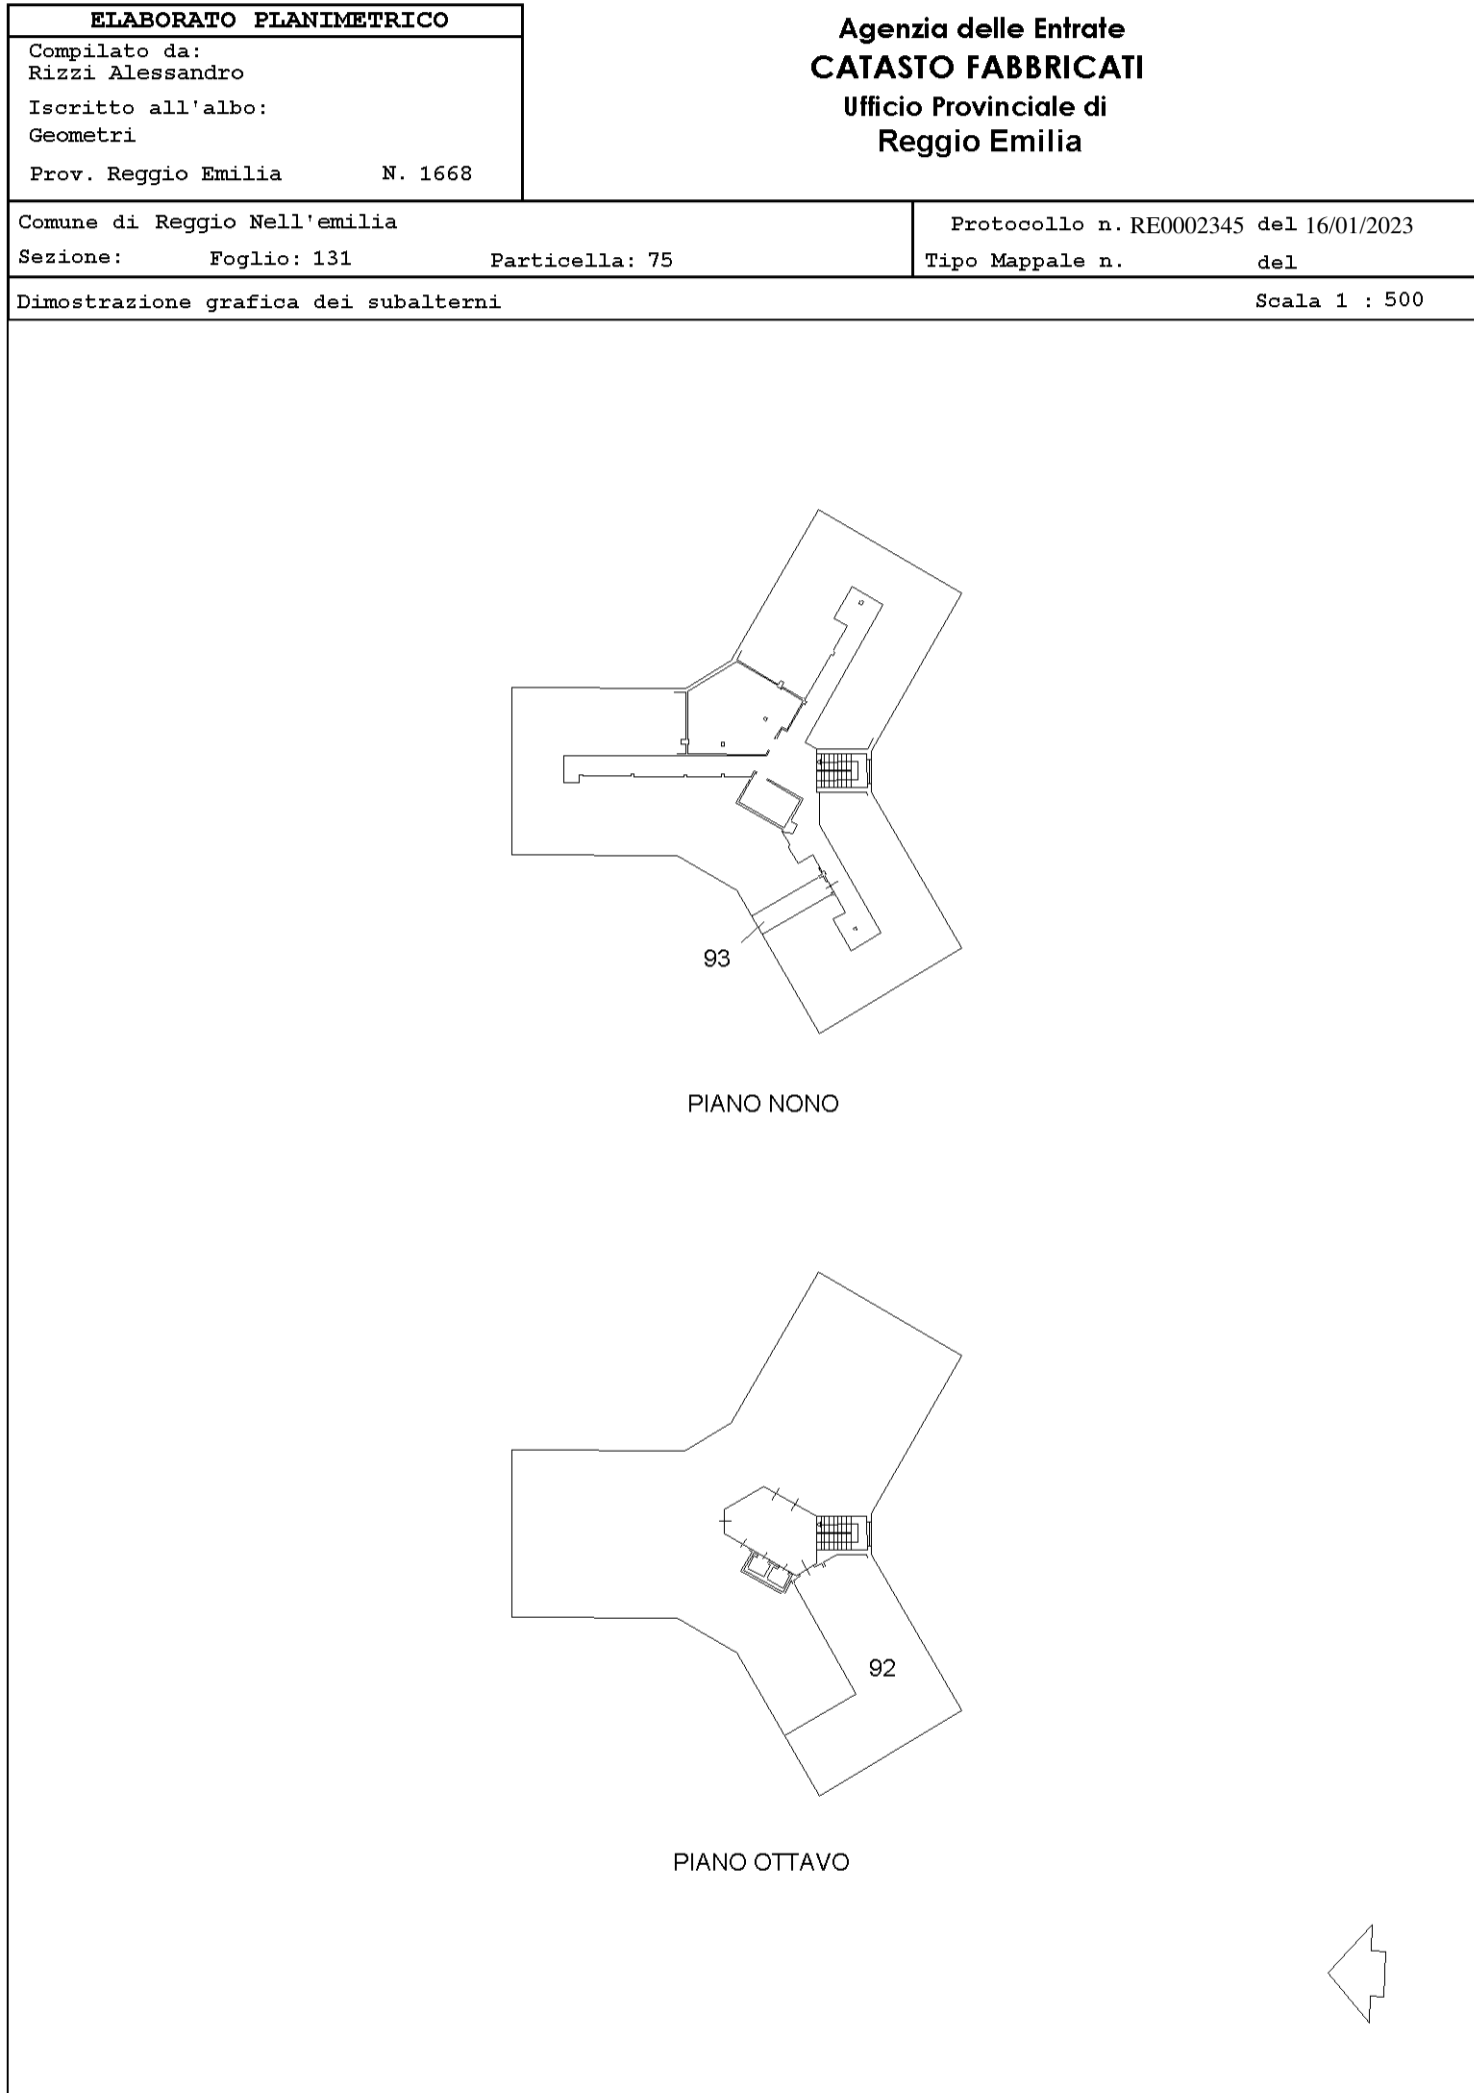 ELABORATO PLANIMETRICO
Compilato da:
Rizzi Alessandro
Iscritto all'albo:
Geometri
Prov. Reggio Emilia N. 1668
Agenzia delle Entrate
CATASTO FABBRICATI
Ufficio Provinciale di
Reggio Emilia
Comune di Reggio Nell'emilia
Sezione: Foglio: 131 Particella: 75
Protocollo n. RE0002345 del 16/01/2023
Tipo Mappale n. del
Dimostrazione grafica dei subalterni Scala 1 : 500
93
PIANO NONO
92
PIANO OTTAVO